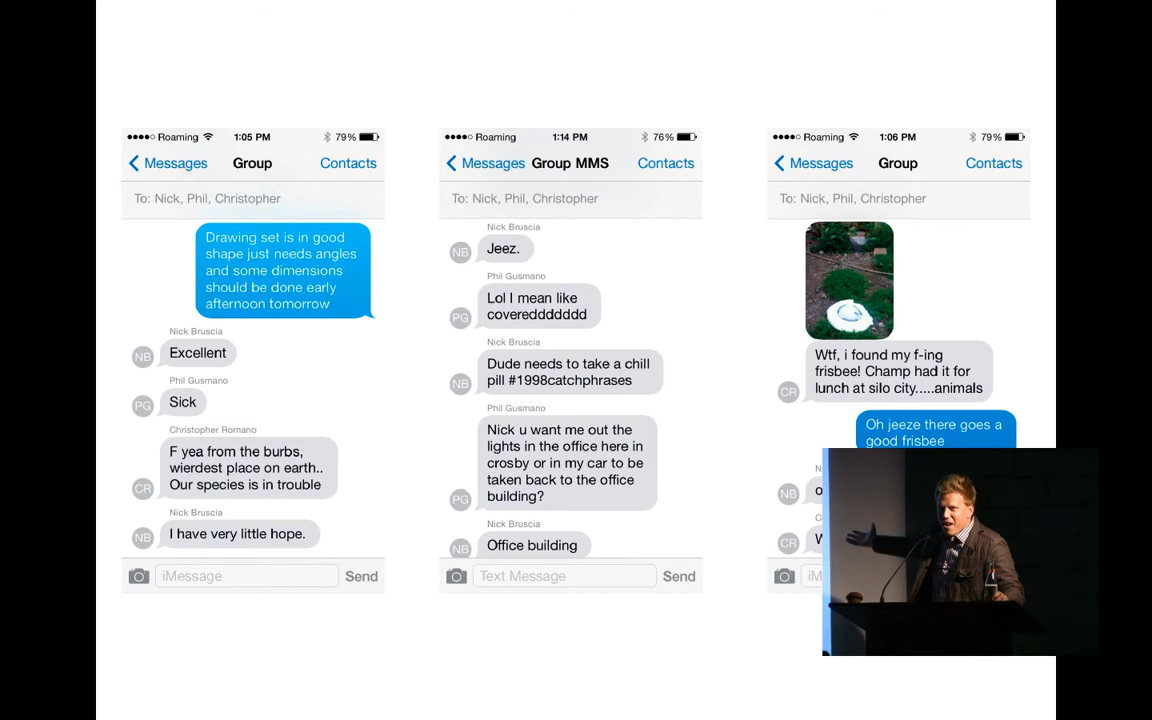 Roaming 1:05 PM 79%
Messages Group Contacts
To: Nick, Phil, Christopher
Drawing set is in good
shape just needs angles
and some dimensions
should be done early
afternoon tomorrow
Nick Bruscia
NB Excellent
Phil Gusmano
PG Sick
Christopher Romano
F yea from the burbs,
wierdest place on earth..
CR Our species is in trouble
Nick Bruscia
NB I have very little hope.
iMessage Send
Roaming 1:14 PM 76%
Messages Group MMS Contacts
To: Nick, Phil, Christopher
Nick Bruscia
NB Jeez.
Phil Gusmano
Lol I mean like
PG coveredddddddd
Nick Bruscia
Dude needs to take a chill
NB pill #1998catchphrases
Phil Gusmano
Nick u want me out the
lights in the office here in
crosby or in my car to be
taken back to the office
PG building?
Nick Bruscia
NB Office building
Text Message Send
Roaming 1:06 PM 79%
Messages Group Contacts
To: Nick, Phil, Christopher
Wtf, i found my f-ing
frisbee! Champ had it for
CR lunch at silo city.....animals
Oh jeeze there goes a
good frisbee
N
NB o
C
CR W
iM